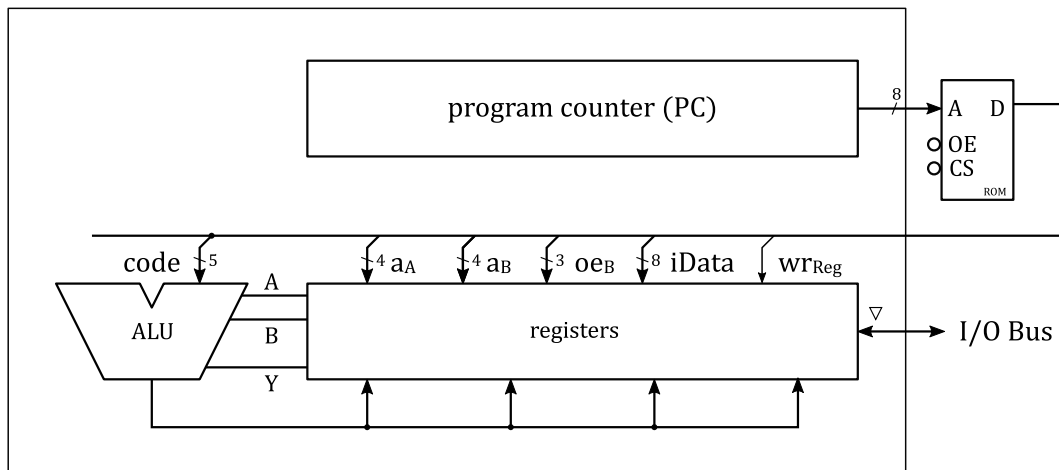 program counter (PC)
8
A D
OE
CS
ROM
code 5
4 aA
4 aB
3 oeB
8 iData
wrReg
A
ALU
B
registers
▽
I/O Bus
Y